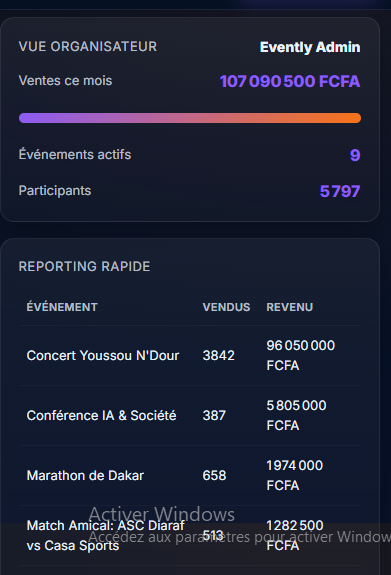 VUE ORGANISATEUR Evently Admin
Ventes ce mois 107 090 500 FCFA
Événements actifs 9
Participants 5 797
REPORTING RAPIDE
ÉVÉNEMENT VENDUS REVENU
Concert Youssou N'Dour 3842 96 050 000 FCFA
Conférence IA & Société 387 5 805 000 FCFA
Marathon de Dakar 658 1 974 000 FCFA
Match Amical: ASC Diaraf vs Casa Sports 513 1 282 500 FCFA
Activer Windows
Accédez aux paramètres pour activer Window